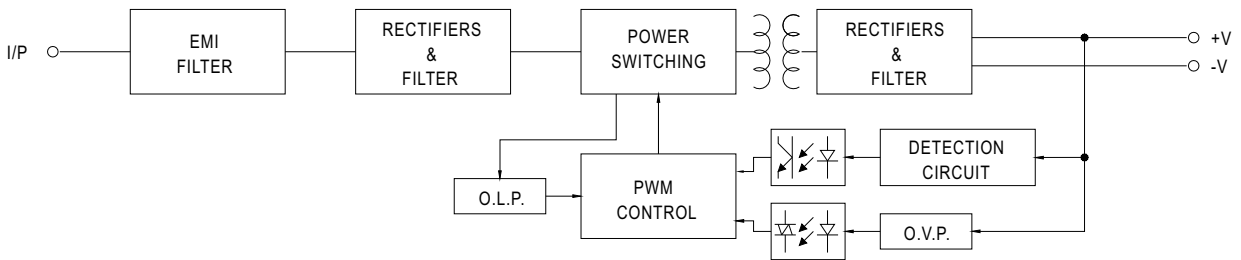 I/P
EMI
FILTER
RECTIFIERS
&
FILTER
POWER
SWITCHING
RECTIFIERS
&
FILTER
+V
-V
O.L.P.
PWM
CONTROL
DETECTION
CIRCUIT
O.V.P.